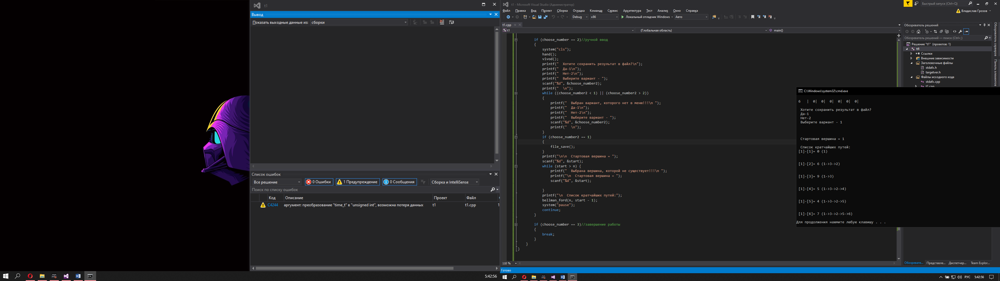 t1
Вывод
Показать выходные данные из: сборки
Список ошибок
Все решение 0 Ошибки 1 Предупреждение 0 Сообщения Сборка и IntelliSense
Поиск по списку ошибок
Код Описание Проект Файл
C4244 аргумент: преобразование "time_t" в "unsigned int", возможна потеря данных t1 t1.cpp 1
5:42:56
t1 - Microsoft Visual Studio (Администратор)
Быстрый запуск (Ctrl+Q)
Файл Правка Вид Проект Сборка Отладка Команда Сервис Архитектура Тест Анализ Окно Справка
Владислав Грозов
Debug x86 Локальный отладчик Windows Авто
t1.cpp
t1 (Глобальная область) main()
if (choose_number == 2)//ручной ввод
{
system("cls");
hand();
vivod();
printf("  Хотите сохранить результат в файл?\n");
printf("  Да-1\n");
printf("  Нет-2\n");
printf("  Выберите вариант - ");
scanf("%d", &choose_number2);
printf("  \n");
while ((choose_number2 < 1) || (choose_number2 > 2))
{
printf("  Выбран вариант, которого нет в меню!!!\n ");
printf("  Да-1\n");
printf("  Нет-2\n");
printf("  Выберите вариант - ");
scanf("%d", &choose_number2);
printf("  \n");
}
if (choose_number2 == 1)
{
file_save();
}
printf("\n\n  Стартовая вершина = ");
scanf("%d", &start);
while (start > n) {
printf("  Выбрана вершина, которой не существует!!!\n ");
printf("\n  Стартовая вершина = ");
scanf("%d", &start);
}
printf("\n  Список кратчайших путей:");
bellman_ford(n, start - 1);
system("pause");
continue;
}
if (choose_number == 3)//завершение работы
{
break;
}
}
}
110 %
Готово
Обозреватель решений
Обозреватель решений — поиск (Ctrl+;)
Решение "t1" (проектов: 1)
t1
Ссылки
Внешние зависимости
Заголовочные файлы
stdafx.h
targetver.h
Файлы исходного кода
stdafx.cpp
t1.cpp
Обозреватель серверов
Панель элементов
C:\Windows\system32\cmd.exe
6 | 0| 0| 0| 0| 0| 0|
Хотите сохранить результат в файл?
Да-1
Нет-2
Выберите вариант - 1
Стартовая вершина = 1
Список кратчайших путей:
[1]-[1]= 0 (1)
[1]-[2]= 6 (1->3->2)
[1]-[3]= 9 (1->3)
[1]-[4]= 5 (1->3->2->4)
[1]-[5]= 4 (1->3->2->5)
[1]-[6]= 7 (1->3->2->5->6)
Для продолжения нажмите любую клавишу . . .
Обозревате... Представле... Диспетчер... Team Explor...
РУС 5:42:56